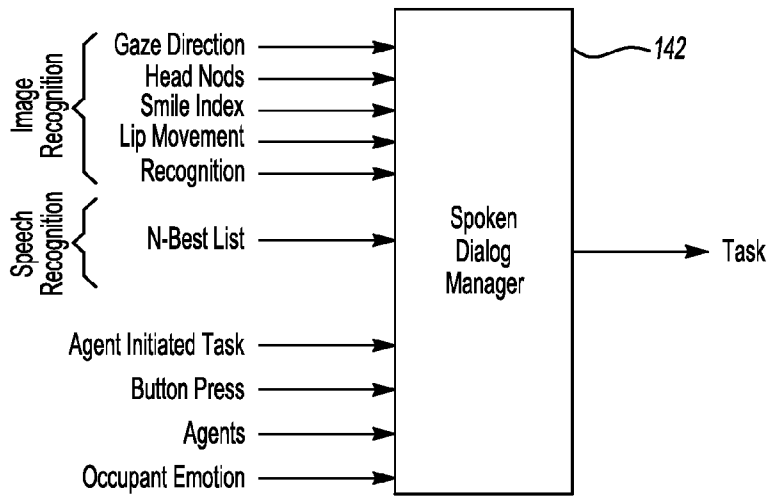 Image
Recognition
Gaze Direction
Head Nods
Smile Index
Lip Movement
Recognition
Speech
Recognition
N-Best List
Agent Initiated Task
Button Press
Agents
Occupant Emotion
Spoken
Dialog
Manager
142
Task